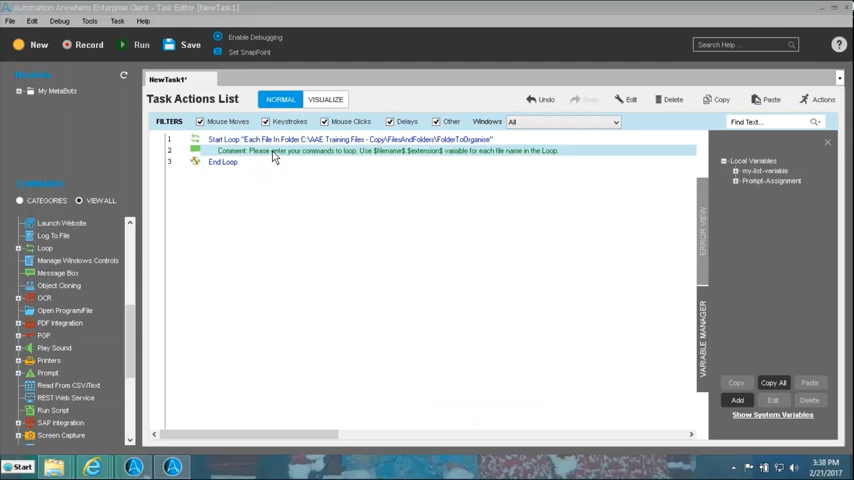 Automation Anywhere Enterprise Client - Task Editor [NewTask1*]
File Edit Debug Tools Task Help
New Record Run Save
Enable Debugging
Set SnapPoint
Search Help...
MetaBots
My MetaBots
NewTask1*
Task Actions List NORMAL VISUALIZE Undo Redo Edit Delete Copy Paste Actions
FILTERS Mouse Moves Keystrokes Mouse Clicks Delays Other Windows All Find Text...
1 Start Loop "Each File In Folder C:\AAE Training Files - Copy\FilesAndFolders\FolderToOrganise"
2 Comment: Please enter your commands to loop. Use $filename$.$extension$ variable for each file name in the Loop.
3 End Loop
COMMANDS
CATEGORIES VIEW ALL
Launch Website
Log To File
Loop
Manage Windows Controls
Message Box
Object Cloning
OCR
Open Program/File
PDF Integration
PGP
Play Sound
Printers
Prompt
Read From CSV/Text
REST Web Service
Run Script
SAP Integration
Screen Capture
ERROR VIEW
VARIABLE MANAGER
Local Variables
my-list-variable
Prompt-Assignment
Copy Copy All Paste
Add Edit Delete
Show System Variables
Start
3:38 PM
2/21/2017